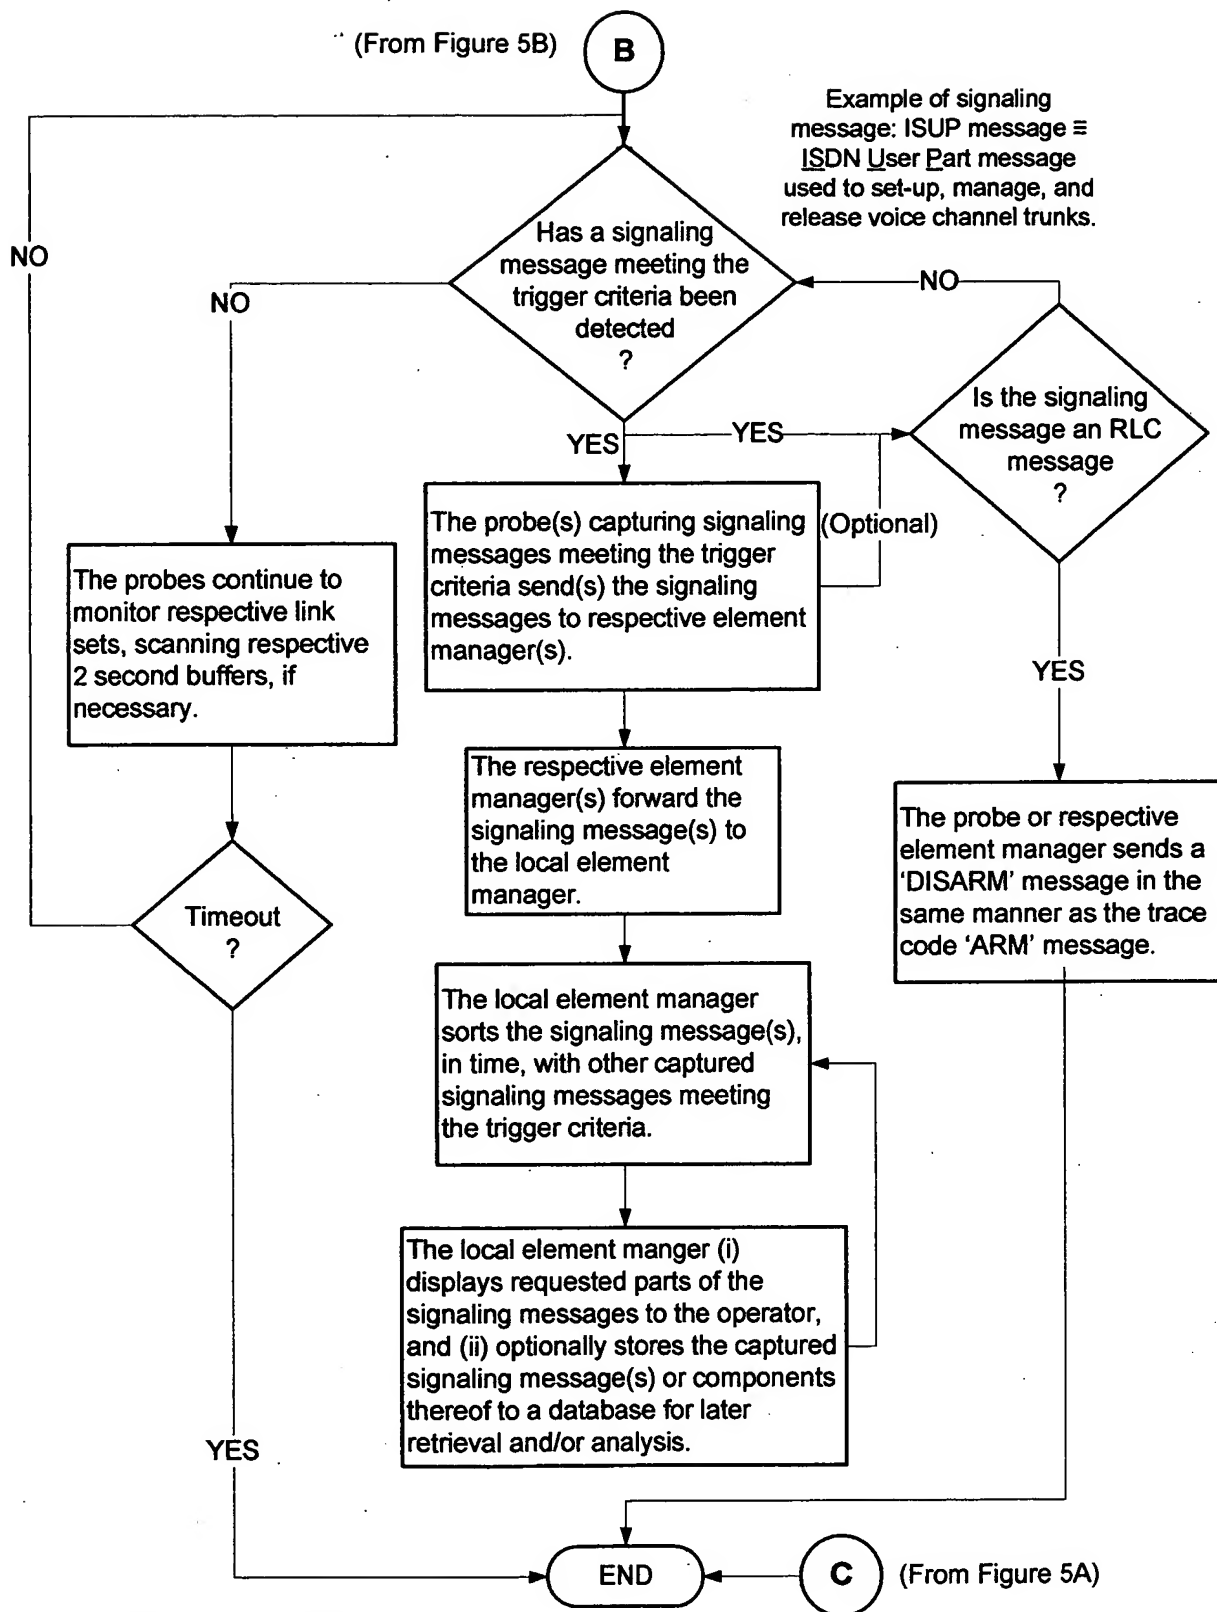 (From Figure 5B)
B
Example of signaling
message: ISUP message ≡
ISDN User Part message
used to set-up, manage, and
release voice channel trunks.
NO
Has a signaling
message meeting the
trigger criteria been
detected
?
NO
NO
Is the signaling
message an RLC
message
?
YES
YES
The probe(s) capturing signaling
messages meeting the trigger
criteria send(s) the signaling
messages to respective element
manager(s).
(Optional)
The probes continue to
monitor respective link
sets, scanning respective
2 second buffers, if
necessary.
YES
The respective element
manager(s) forward the
signaling message(s) to
the local element
manager.
The probe or respective
element manager sends a
‘DISARM’ message in the
same manner as the trace
code ‘ARM’ message.
Timeout
?
The local element manager
sorts the signaling message(s),
in time, with other captured
signaling messages meeting
the trigger criteria.
The local element manger (i)
displays requested parts of the
signaling messages to the operator,
and (ii) optionally stores the captured
signaling message(s) or components
thereof to a database for later
retrieval and/or analysis.
YES
END
C
(From Figure 5A)